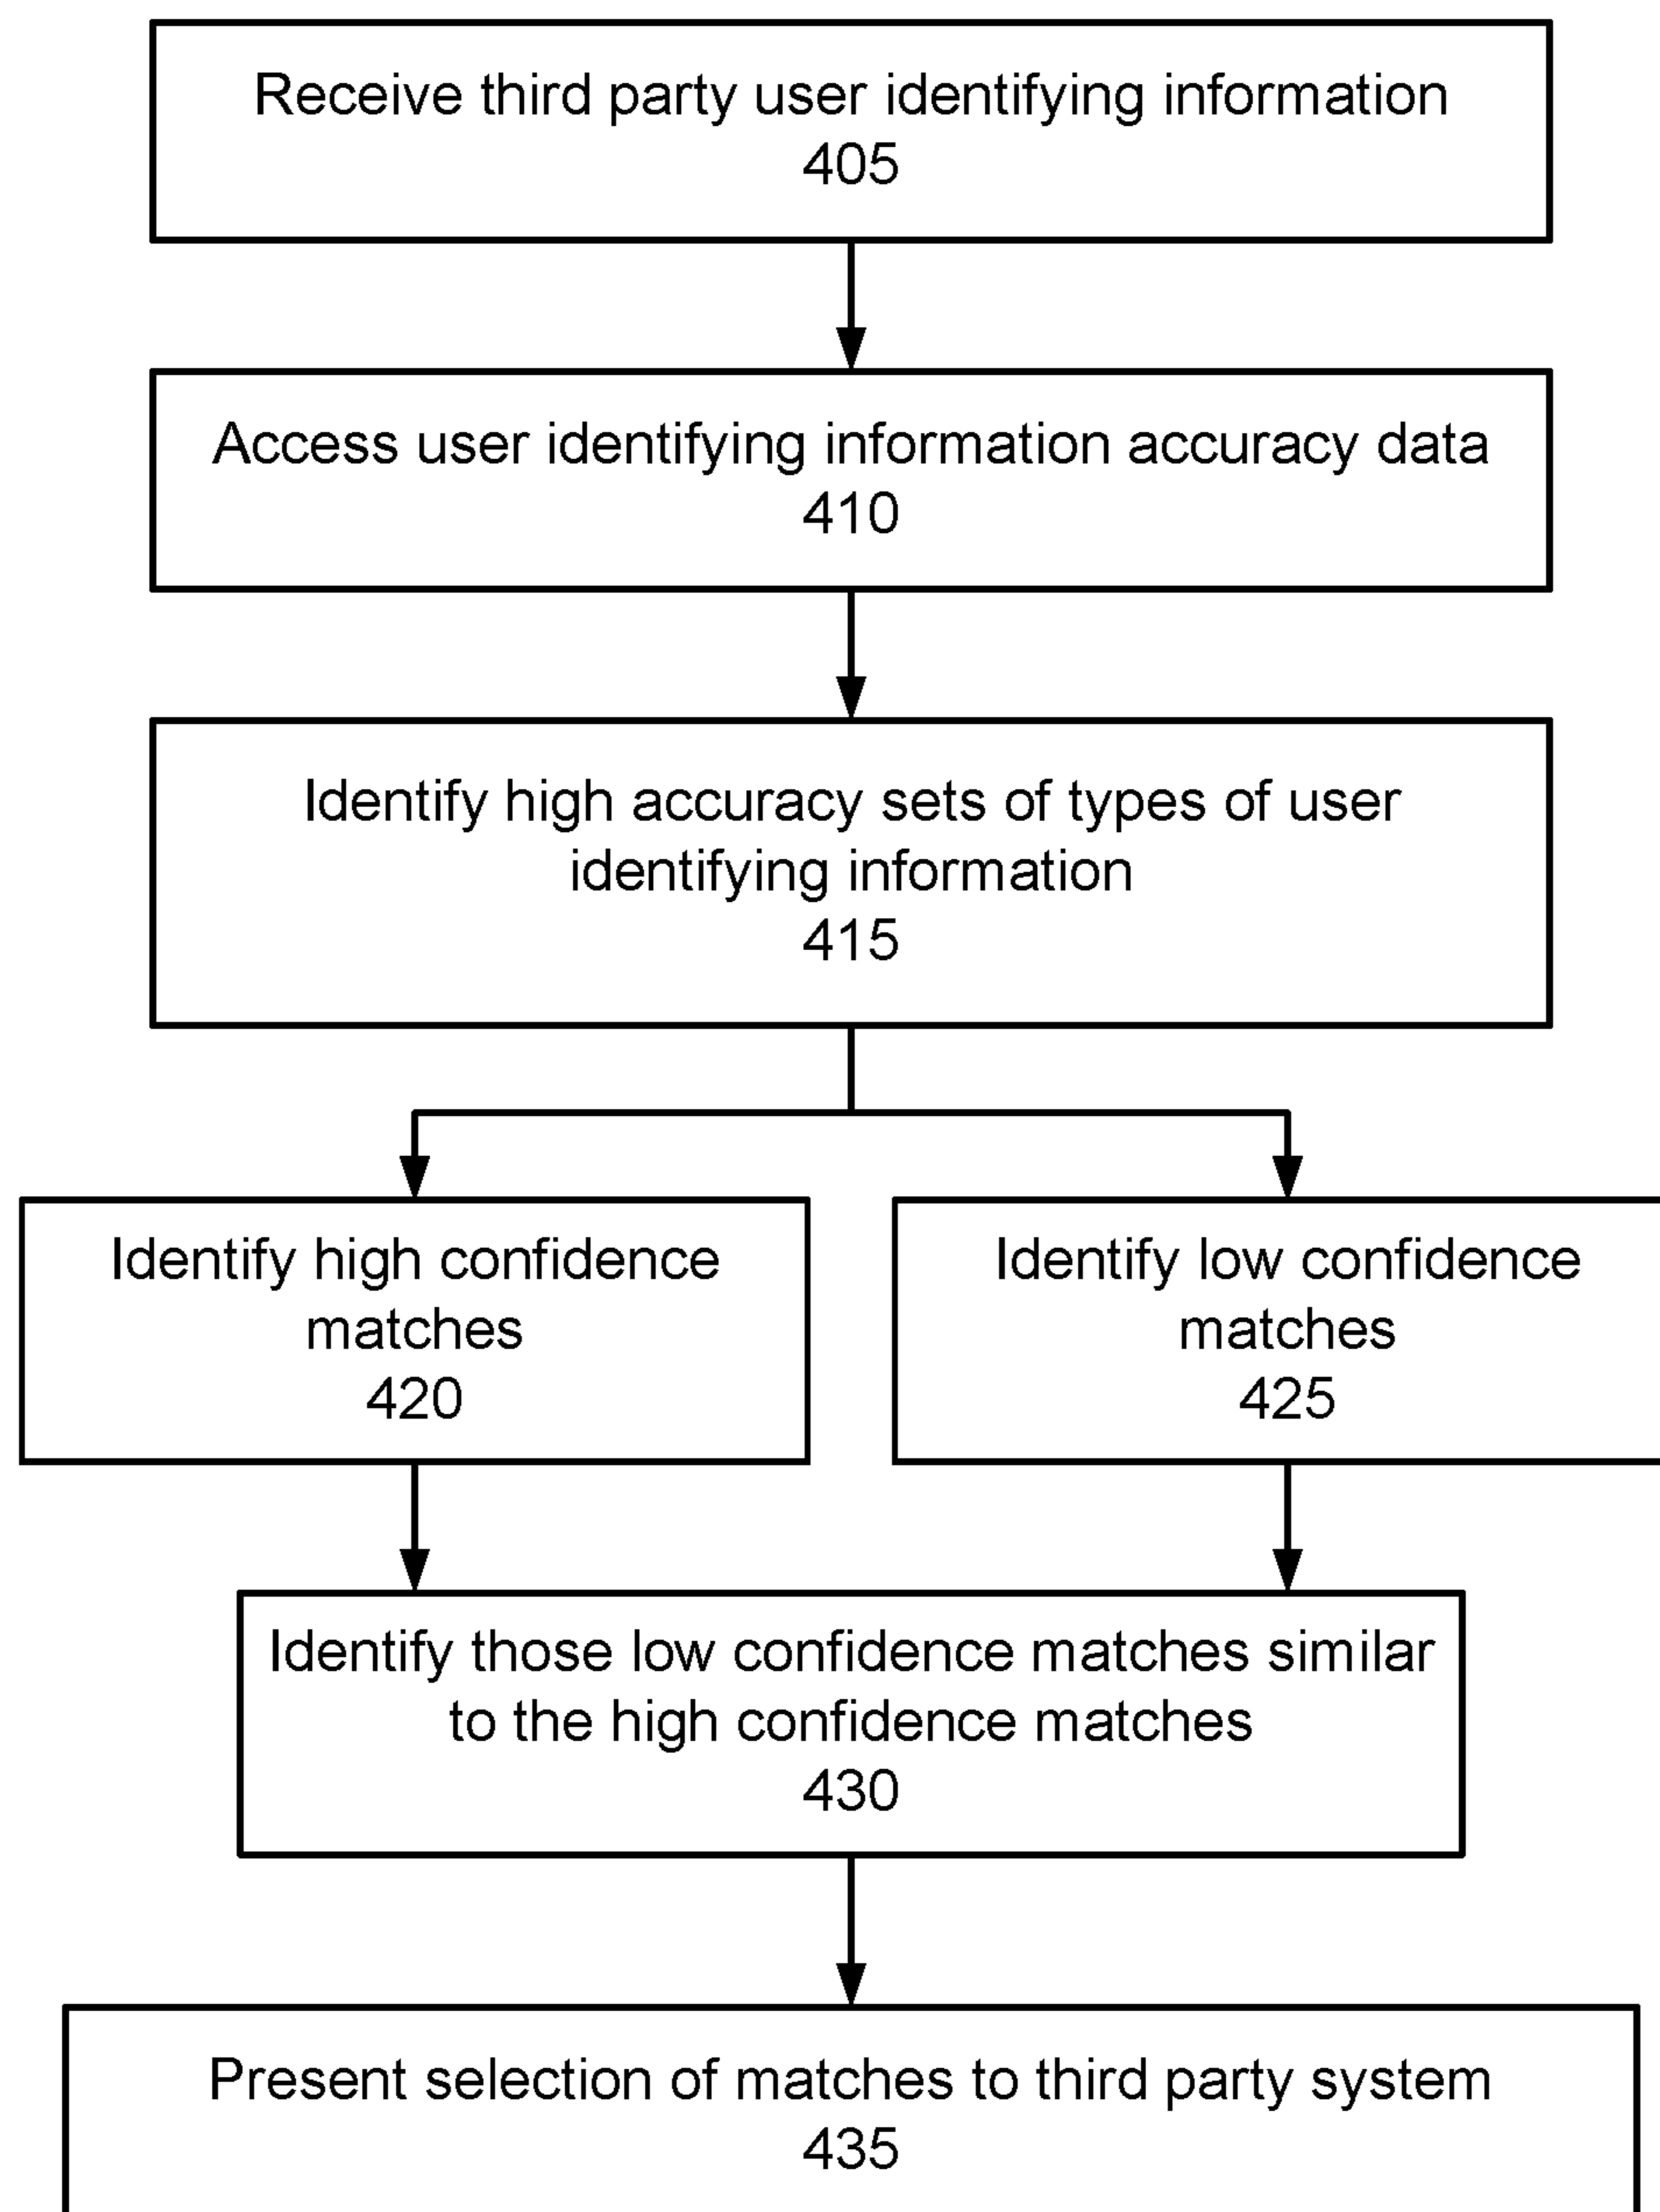 Receive third party user identifying information
405
Access user identifying information accuracy data
410
Identify high accuracy sets of types of user
identifying information
415
Identify high confidence
matches
420
Identify low confidence
matches
425
Identify those low confidence matches similar
to the high confidence matches
430
Present selection of matches to third party system
435